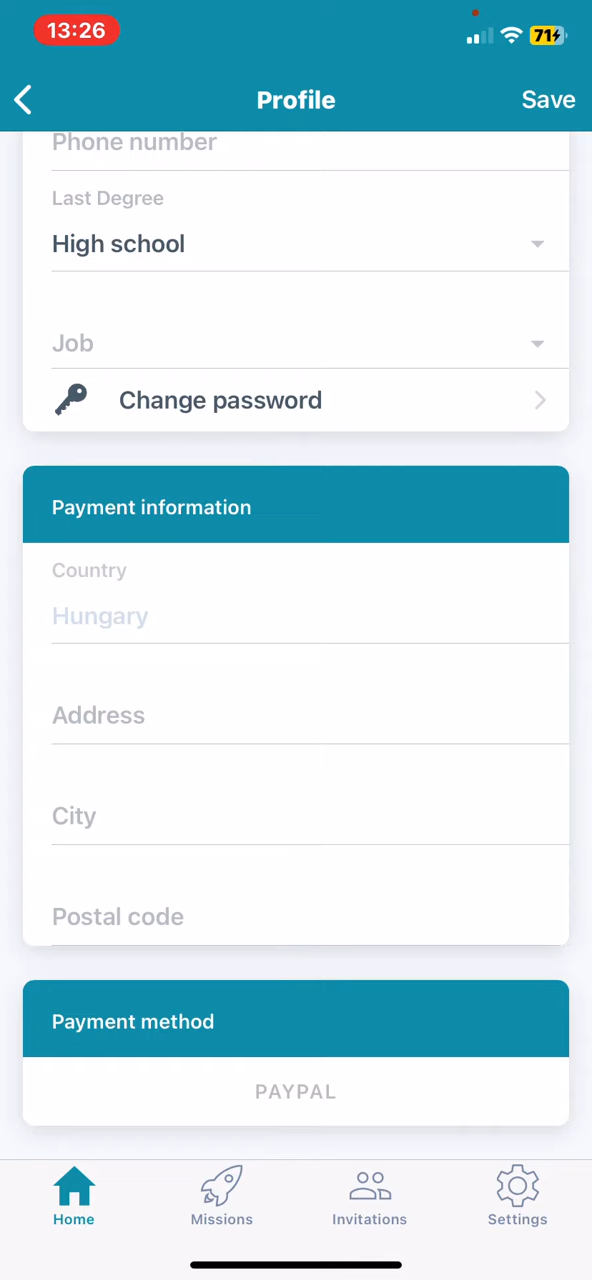 13:26
71
Profile
Save
Phone number
Last Degree
High school
Job
Change password
Payment information
Country
Hungary
Address
City
Postal code
Payment method
PAYPAL
Home
Missions
Invitations
Settings